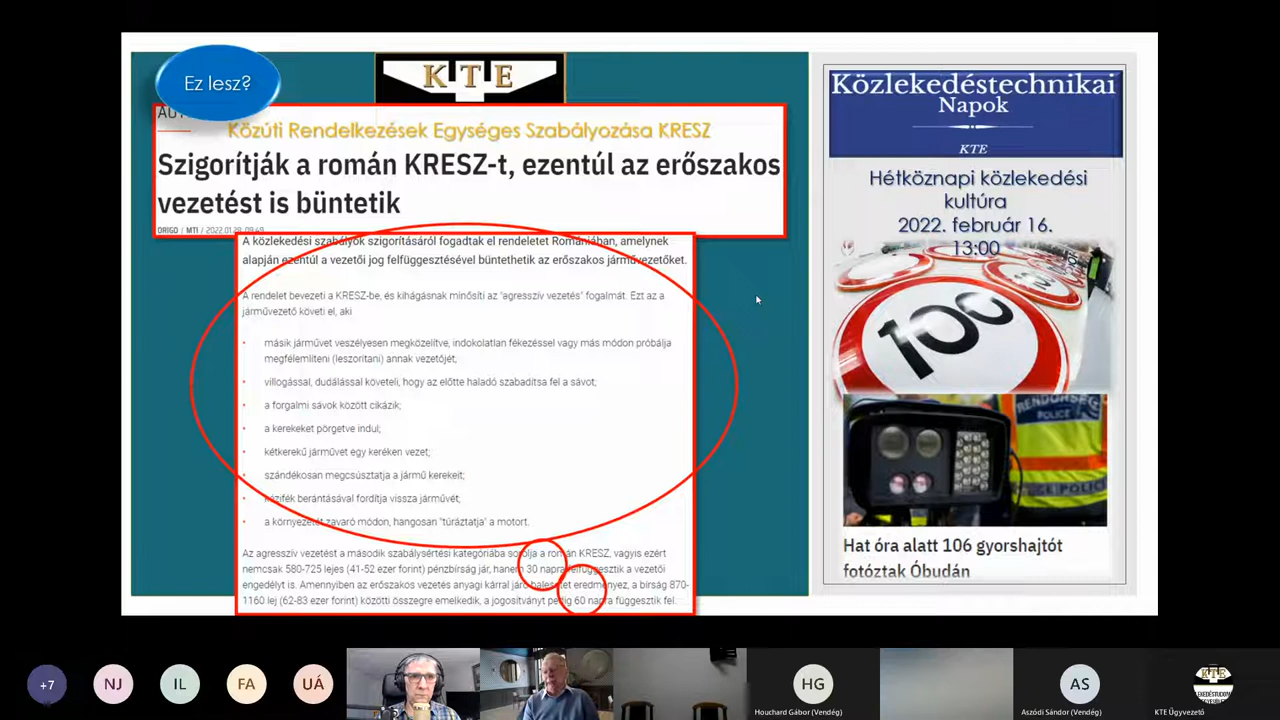 Ez lesz?
K T E
AUT
Közúti Rendelkezések Egységes Szabályozása KRESZ
Szigorítják a román KRESZ-t, ezentúl az erőszakos
vezetést is büntetik
ORIGO / MTI / 2022.01.28. 09:49
A közlekedési szabályok szigorításáról fogadtak el rendeletet Romániában, amelynek
alapján ezentúl a vezetői jog felfüggesztésével büntethetik az erőszakos járművezetőket.
A rendelet bevezeti a KRESZ-be, és kihágásnak minősíti az "agresszív vezetés" fogalmát. Ezt az a
járművezető követi el, aki
• másik járművet veszélyesen megközelítve, indokolatlan fékezéssel vagy más módon próbálja
megfélemlíteni (leszorítani) annak vezetőjét;
• villogással, dudálással követeli, hogy az előtte haladó szabadítsa fel a sávot;
• a forgalmi sávok között cikázik;
• a kerekeket pörgetve indul;
• kétkerekű járművet egy keréken vezet;
• szándékosan megcsúsztatja a jármű kerekeit;
• kézifék berántásával fordítja vissza járművét;
• a környezetét zavaró módon, hangosan "túráztatja" a motort.
Az agresszív vezetést a második szabálysértési kategóriába sorolja a román KRESZ, vagyis ezért
nemcsak 580-725 lejes (41-52 ezer forint) pénzbírság jár, hanem 30 napra felfüggesztik a vezetői
engedélyt is. Amennyiben az erőszakos vezetés anyagi kárral járó balesetet eredményez, a bírság 870-
1160 lej (62-83 ezer forint) közötti összegre emelkedik, a jogosítványt pedig 60 napra függesztik fel.
Közlekedéstechnikai
Napok
KTE
Hétköznapi közlekedési
kultúra
2022. február 16.
13:00
100
RENDŐRSÉG
POLICE
POLICE
Hat óra alatt 106 gyorshajtót
fotóztak Óbudán
+7
NJ
IL
FA
UÁ
HG
Houchard Gábor (Vendég)
AS
Aszódi Sándor (Vendég)
KTE
KTE Ügyvezető